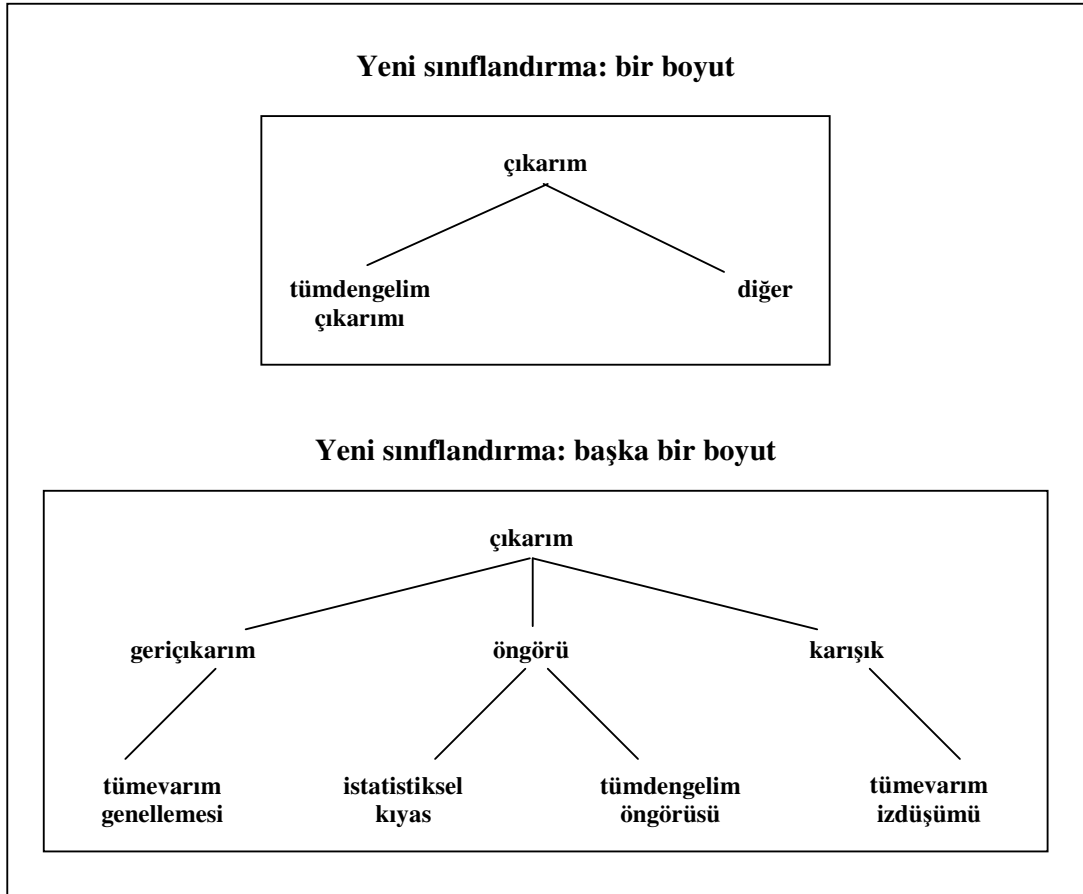 Yeni sınıflandırma: bir boyut
çıkarım
tümdengelim
çıkarımı
diğer
Yeni sınıflandırma: başka bir boyut
çıkarım
geriçıkarım
öngörü
karışık
tümevarım
genellemesi
istatistiksel
kıyas
tümdengelim
öngörüsü
tümevarım
izdüşümü